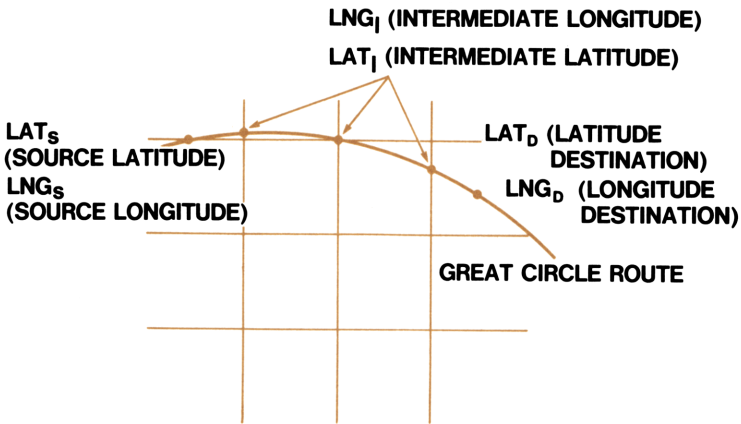 LNGI (INTERMEDIATE LONGITUDE)
LATI (INTERMEDIATE LATITUDE)
LATS
(SOURCE LATITUDE)
LNGS
(SOURCE LONGITUDE)
LATD (LATITUDE
DESTINATION)
LNGD (LONGITUDE
DESTINATION)
GREAT CIRCLE ROUTE